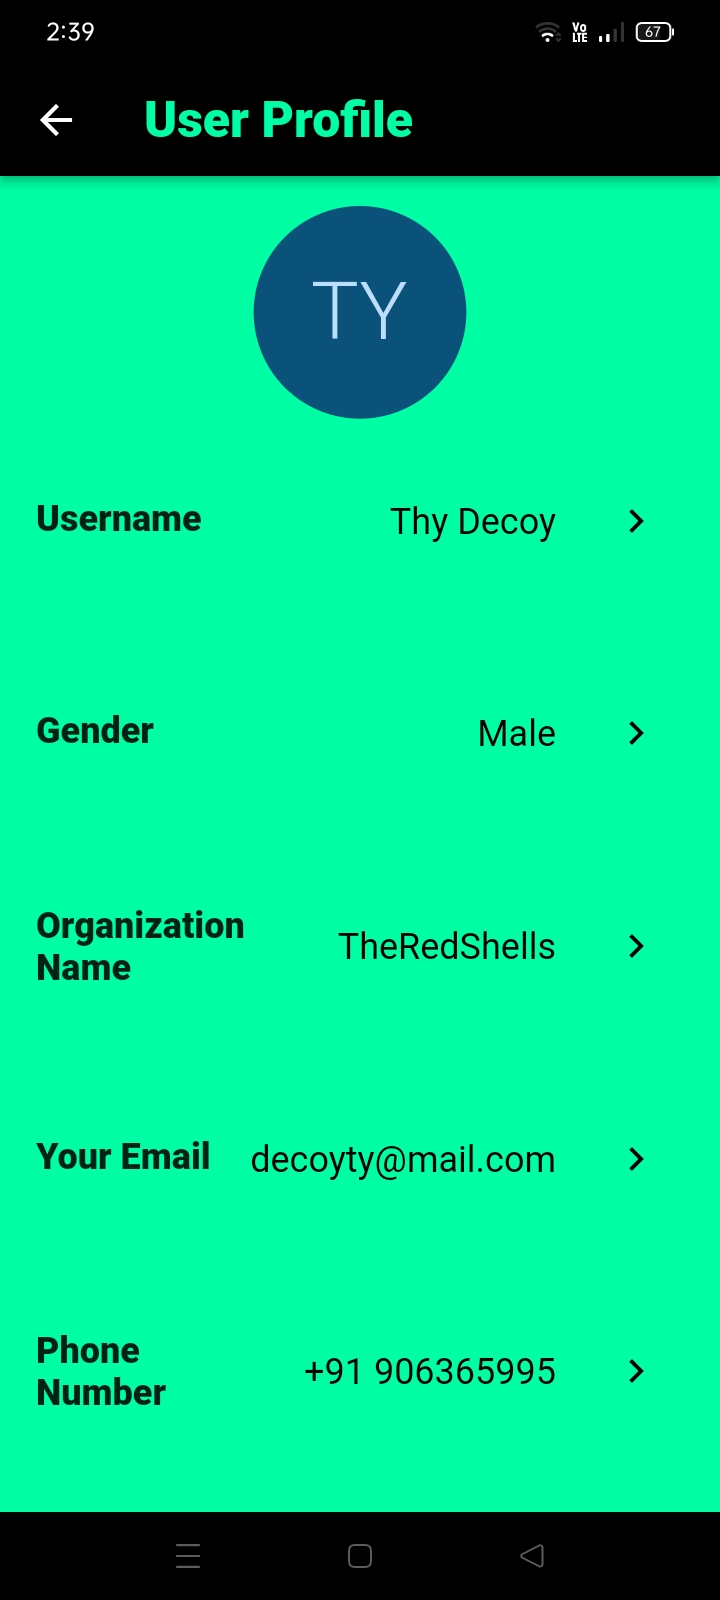 2:39
Vo
LTE
67
User Profile
TY
Username
Thy Decoy
Gender
Male
Organization
Name
TheRedShells
Your Email
decoyty@mail.com
Phone
Number
+91 906365995